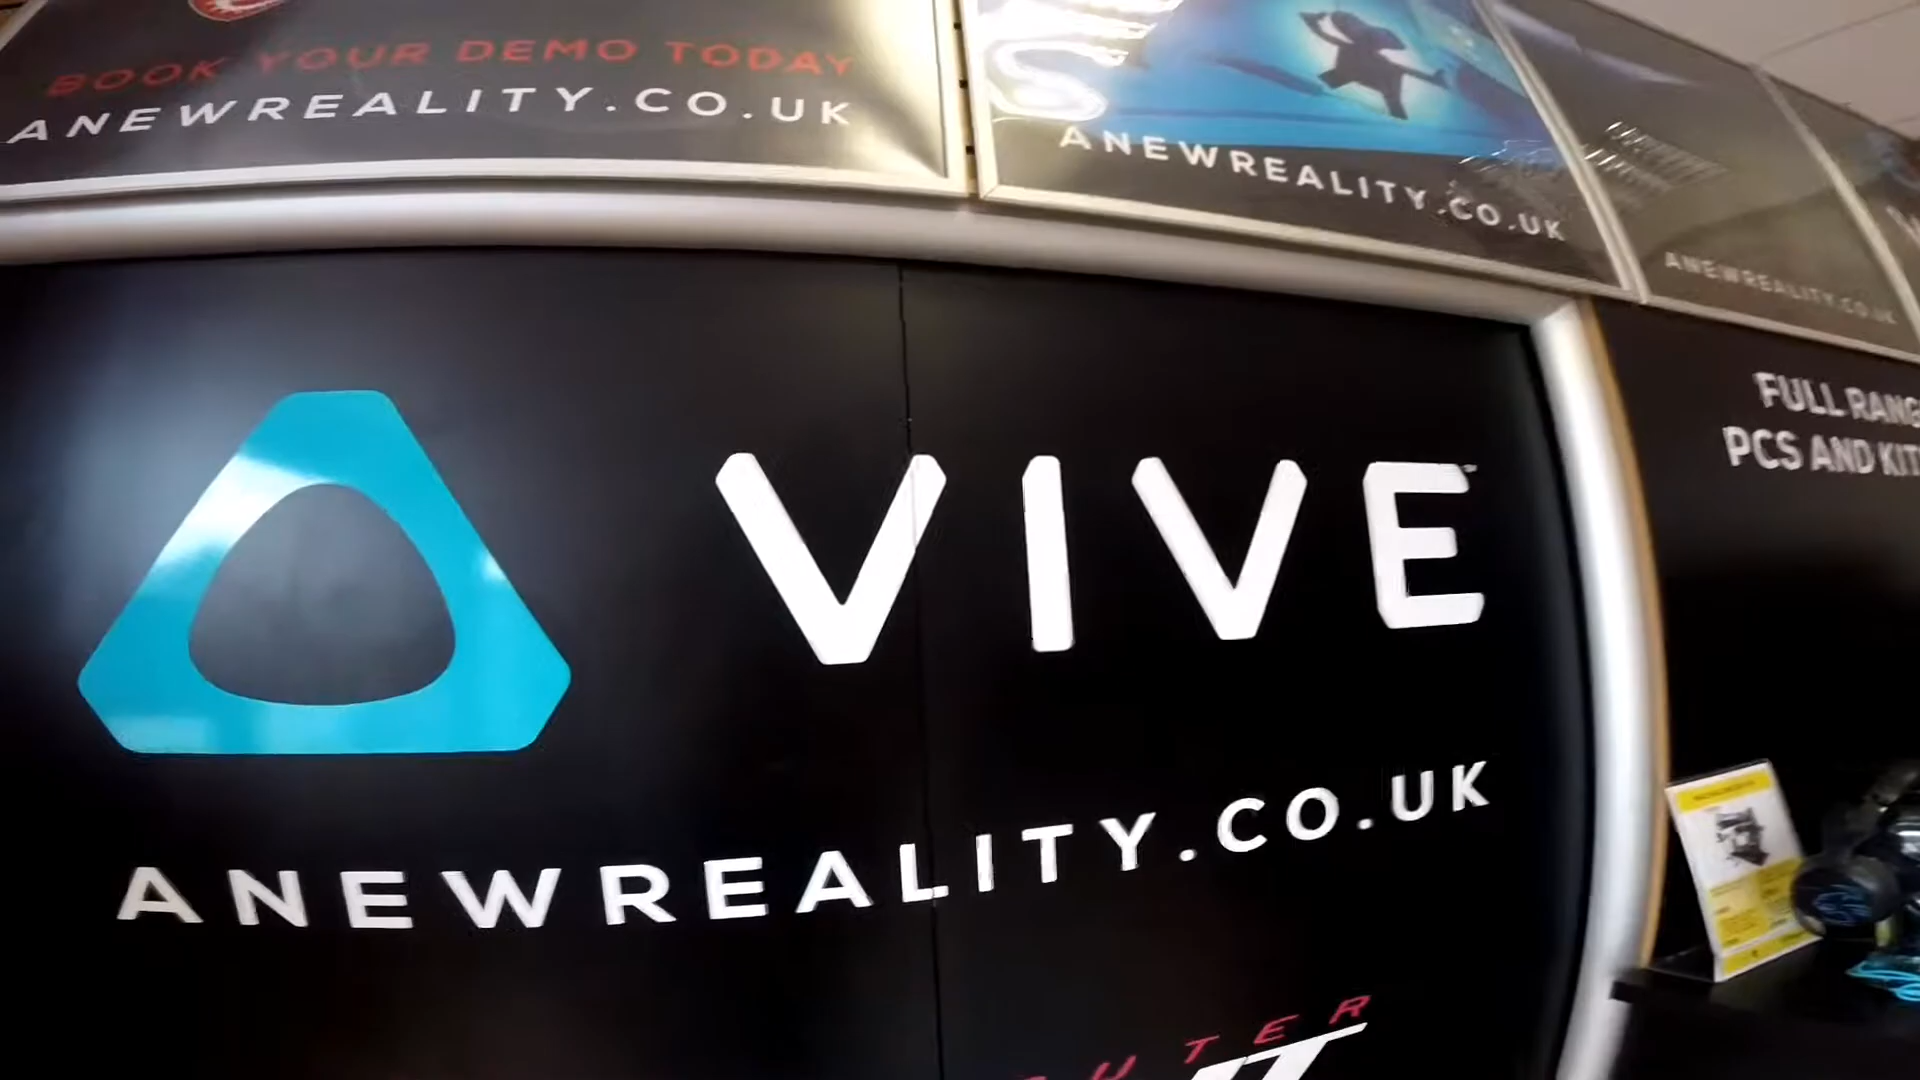 BOOK YOUR DEMO TODAY
ANEWREALITY.CO.UK
ANEWREALITY.CO.UK
ANEWREALITY.CO.UK
FULL RANG
PCS AND KIT
VIVE
ANEWREALITY.CO.UK
UTER